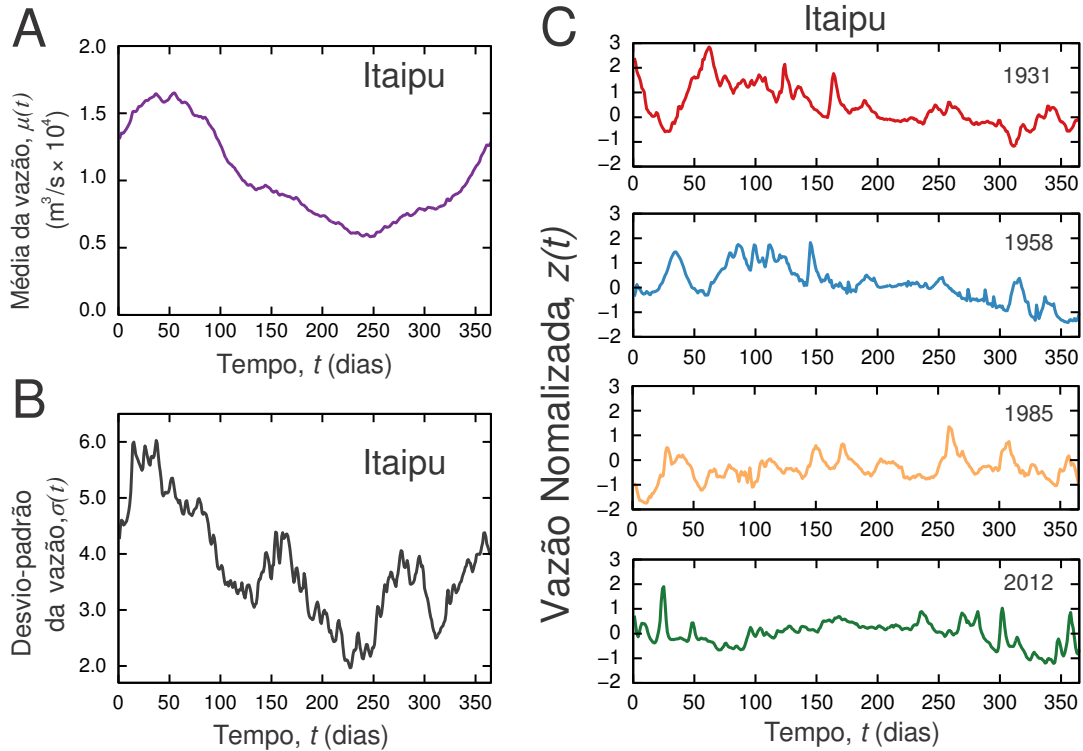 A
Itaipu
Média da vazão, μ(t)
(m³/s × 10⁴)
2.0
1.5
1.0
0.5
0.0
0 50 100 150 200 250 300 350
Tempo, t (dias)
B
Itaipu
Desvio-padrão
da vazão,σ(t)
6.0
5.0
4.0
3.0
2.0
0 50 100 150 200 250 300 350
Tempo, t (dias)
C
Itaipu
Vazão Nomalizada, z(t)
1931
3
2
1
0
−1
−2
0 50 100 150 200 250 300 350
1958
3
2
1
0
−1
−2
0 50 100 150 200 250 300 350
1985
3
2
1
0
−1
−2
0 50 100 150 200 250 300 350
2012
3
2
1
0
−1
−2
0 50 100 150 200 250 300 350
Tempo, t (dias)